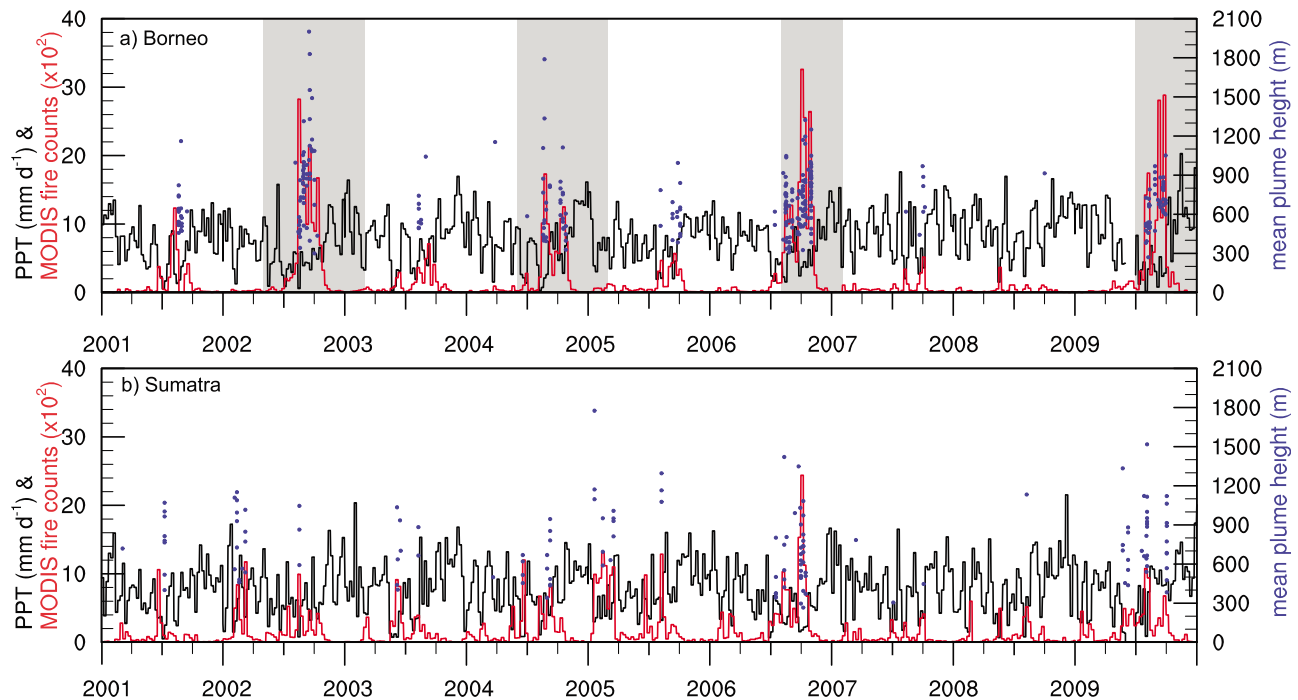 a) Borneo
PPT (mm d⁻¹) &
MODIS fire counts (x10²)
40
30
20
10
0
2100
1800
1500
1200
900
600
300
0
mean plume height (m)
2001 2002 2003 2004 2005 2006 2007 2008 2009
b) Sumatra
PPT (mm d⁻¹) &
MODIS fire counts (x10²)
40
30
20
10
0
2100
1800
1500
1200
900
600
300
0
mean plume height (m)
2001 2002 2003 2004 2005 2006 2007 2008 2009